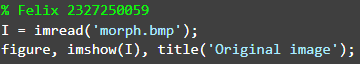 % Felix 2327250059
I = imread('morph.bmp');
figure, imshow(I), title('Original image');